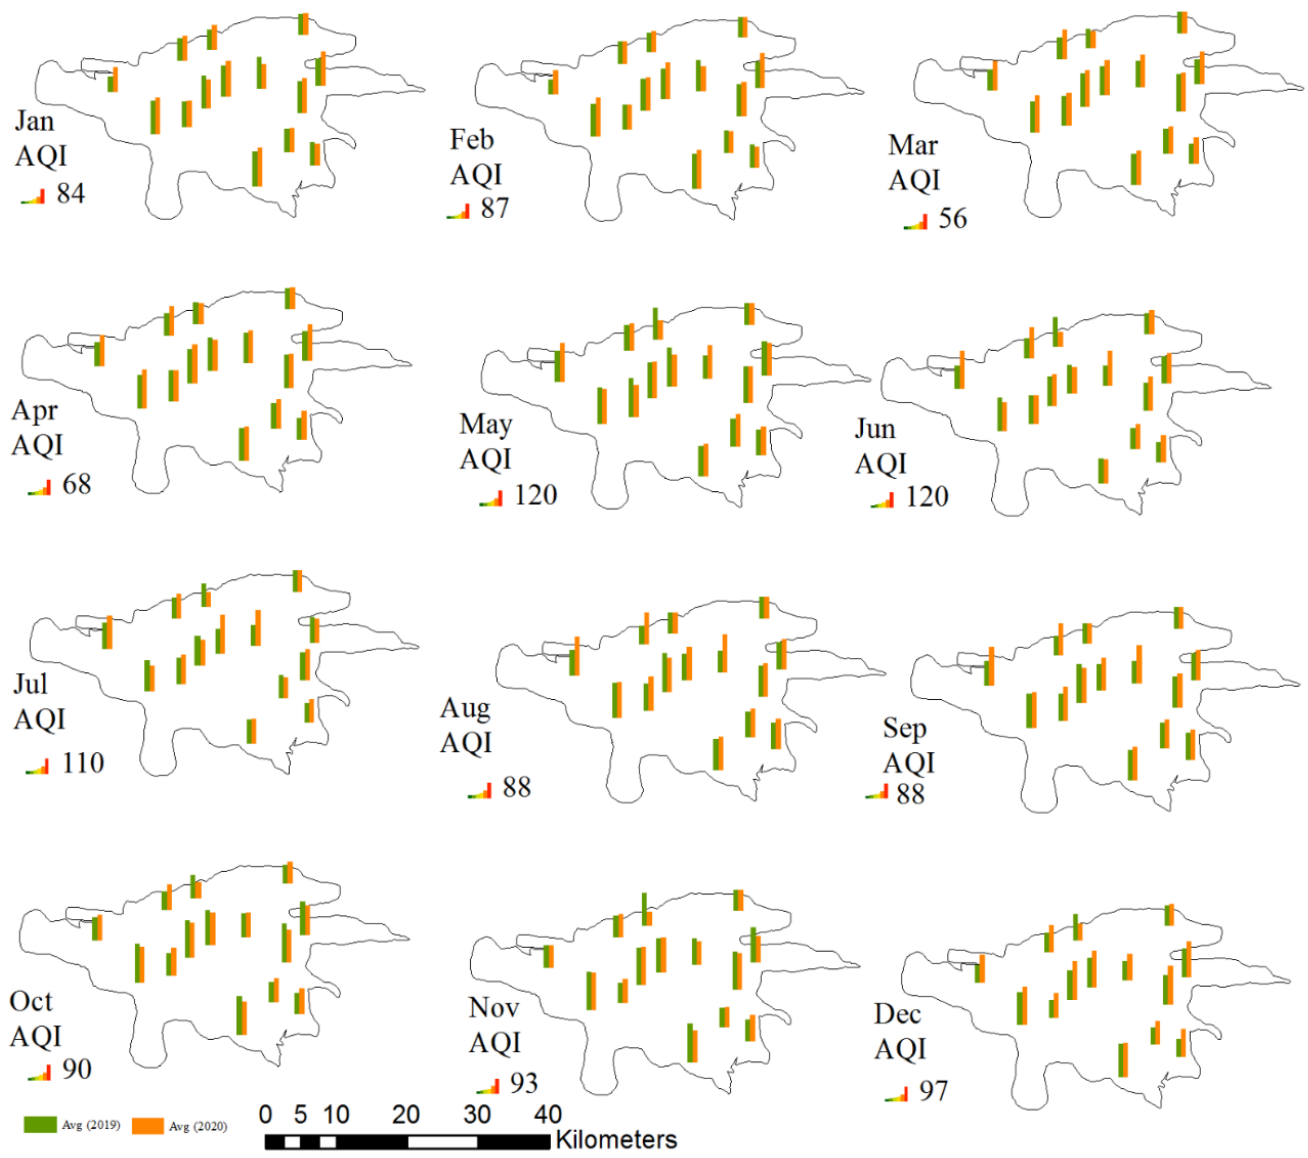 Jan
AQI
84
Feb
AQI
87
Mar
AQI
56
Apr
AQI
68
May
AQI
120
Jun
AQI
120
Jul
AQI
110
Aug
AQI
88
Sep
AQI
88
Oct
AQI
90
Nov
AQI
93
Dec
AQI
97
Avg (2019) Avg (2020)
0 5 10 20 30 40
Kilometers